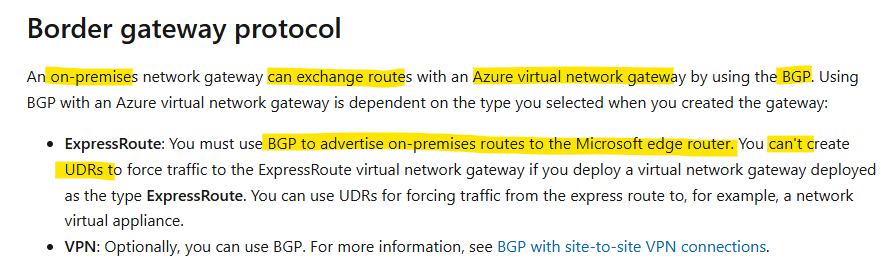 Border gateway protocol
An on-premises network gateway can exchange routes with an Azure virtual network gateway by using the BGP. Using
BGP with an Azure virtual network gateway is dependent on the type you selected when you created the gateway:
• ExpressRoute: You must use BGP to advertise on-premises routes to the Microsoft edge router. You can't create
UDRs to force traffic to the ExpressRoute virtual network gateway if you deploy a virtual network gateway deployed
as the type ExpressRoute. You can use UDRs for forcing traffic from the express route to, for example, a network
virtual appliance.
• VPN: Optionally, you can use BGP. For more information, see BGP with site-to-site VPN connections.